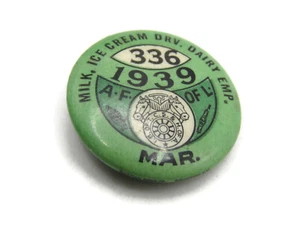 MILK, ICE CREAM DRV. DAIRY EMP.
336
1939
A. F. OF L.
MAR.